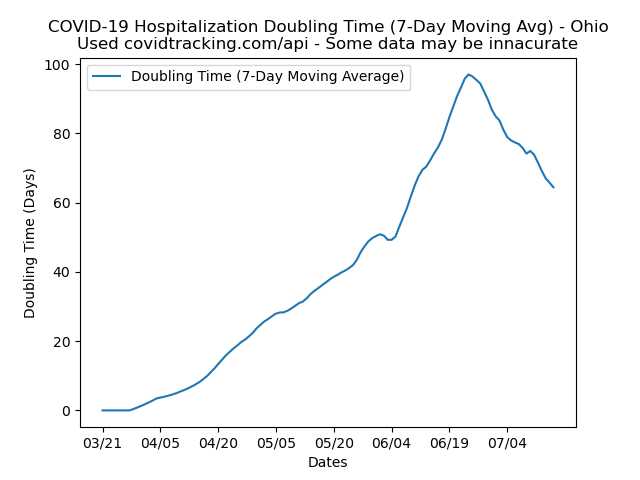 COVID-19 Hospitalization Doubling Time (7-Day Moving Avg) - Ohio
Used covidtracking.com/api - Some data may be innacurate
Doubling Time (7-Day Moving Average)
Doubling Time (Days)
100
80
60
40
20
0
03/21 04/05 04/20 05/05 05/20 06/04 06/19 07/04
Dates